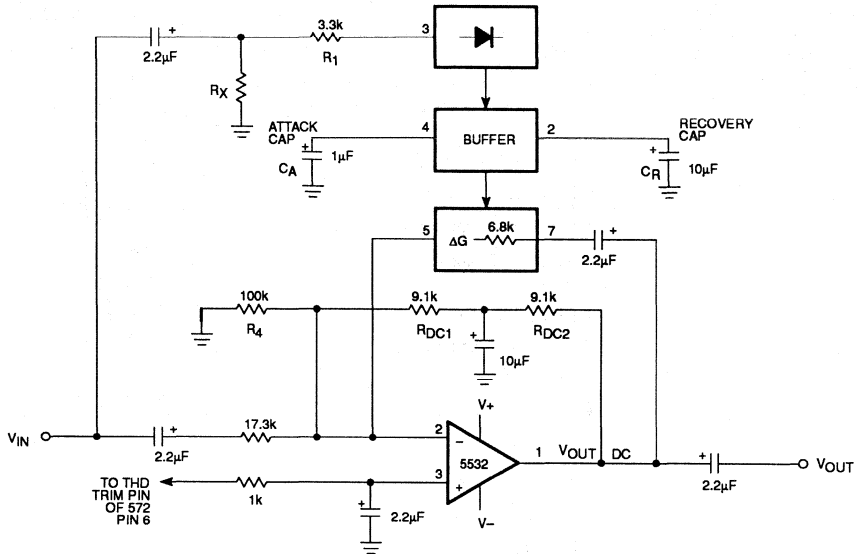 2.2µF
+
3.3k
R1
3
RX
ATTACK
CAP
+
1µF
CA
4
BUFFER
2
RECOVERY
CAP
+
CR
10µF
5
ΔG
6.8k
7
+
2.2µF
100k
R4
9.1k
RDC1
9.1k
RDC2
+
10µF
VIN
+
2.2µF
17.3k
2
−
5532
3
+
V+
V−
1
VOUT DC
+
2.2µF
VOUT
TO THD
TRIM PIN
OF 572
PIN 6
1k
+
2.2µF